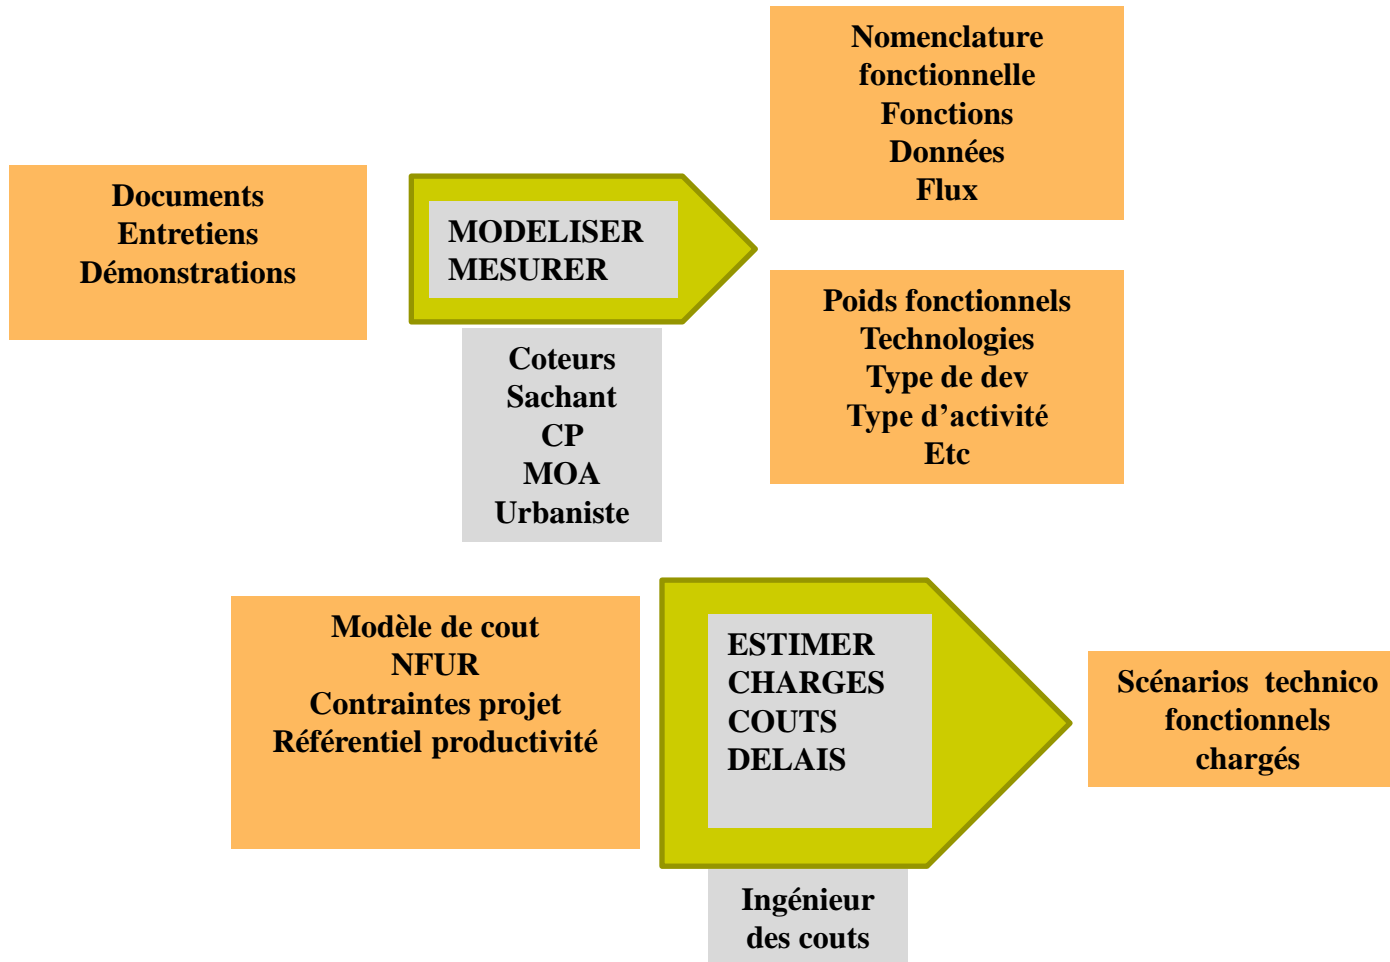 Nomenclature
fonctionnelle
Fonctions
Données
Flux
Documents
Entretiens
Démonstrations
MODELISER
MESURER
Poids fonctionnels
Technologies
Type de dev
Type d’activité
Etc
Coteurs
Sachant
CP
MOA
Urbaniste
Modèle de cout
NFUR
Contraintes projet
Référentiel productivité
ESTIMER
CHARGES
COUTS
DELAIS
Scénarios technico
fonctionnels
chargés
Ingénieur
des couts